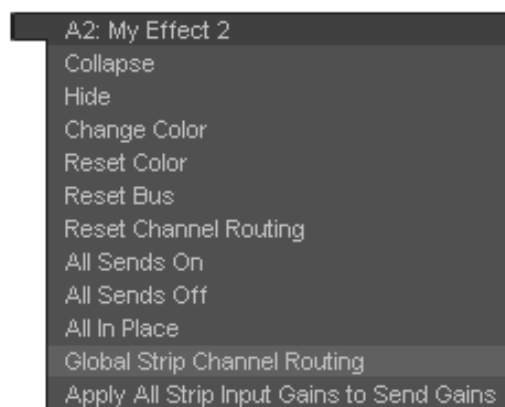 A2: My Effect 2
Collapse
Hide
Change Color
Reset Color
Reset Bus
Reset Channel Routing
All Sends On
All Sends Off
All In Place
Global Strip Channel Routing
Apply All Strip Input Gains to Send Gains